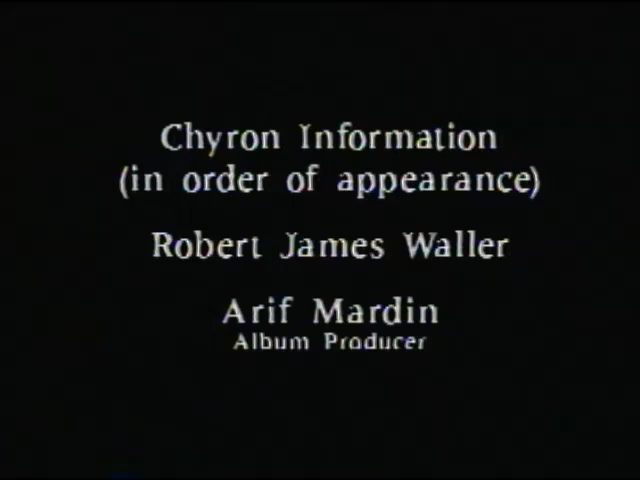 Chyron Information
(in order of appearance)
Robert James Waller
Arif Mardin
Album Producer